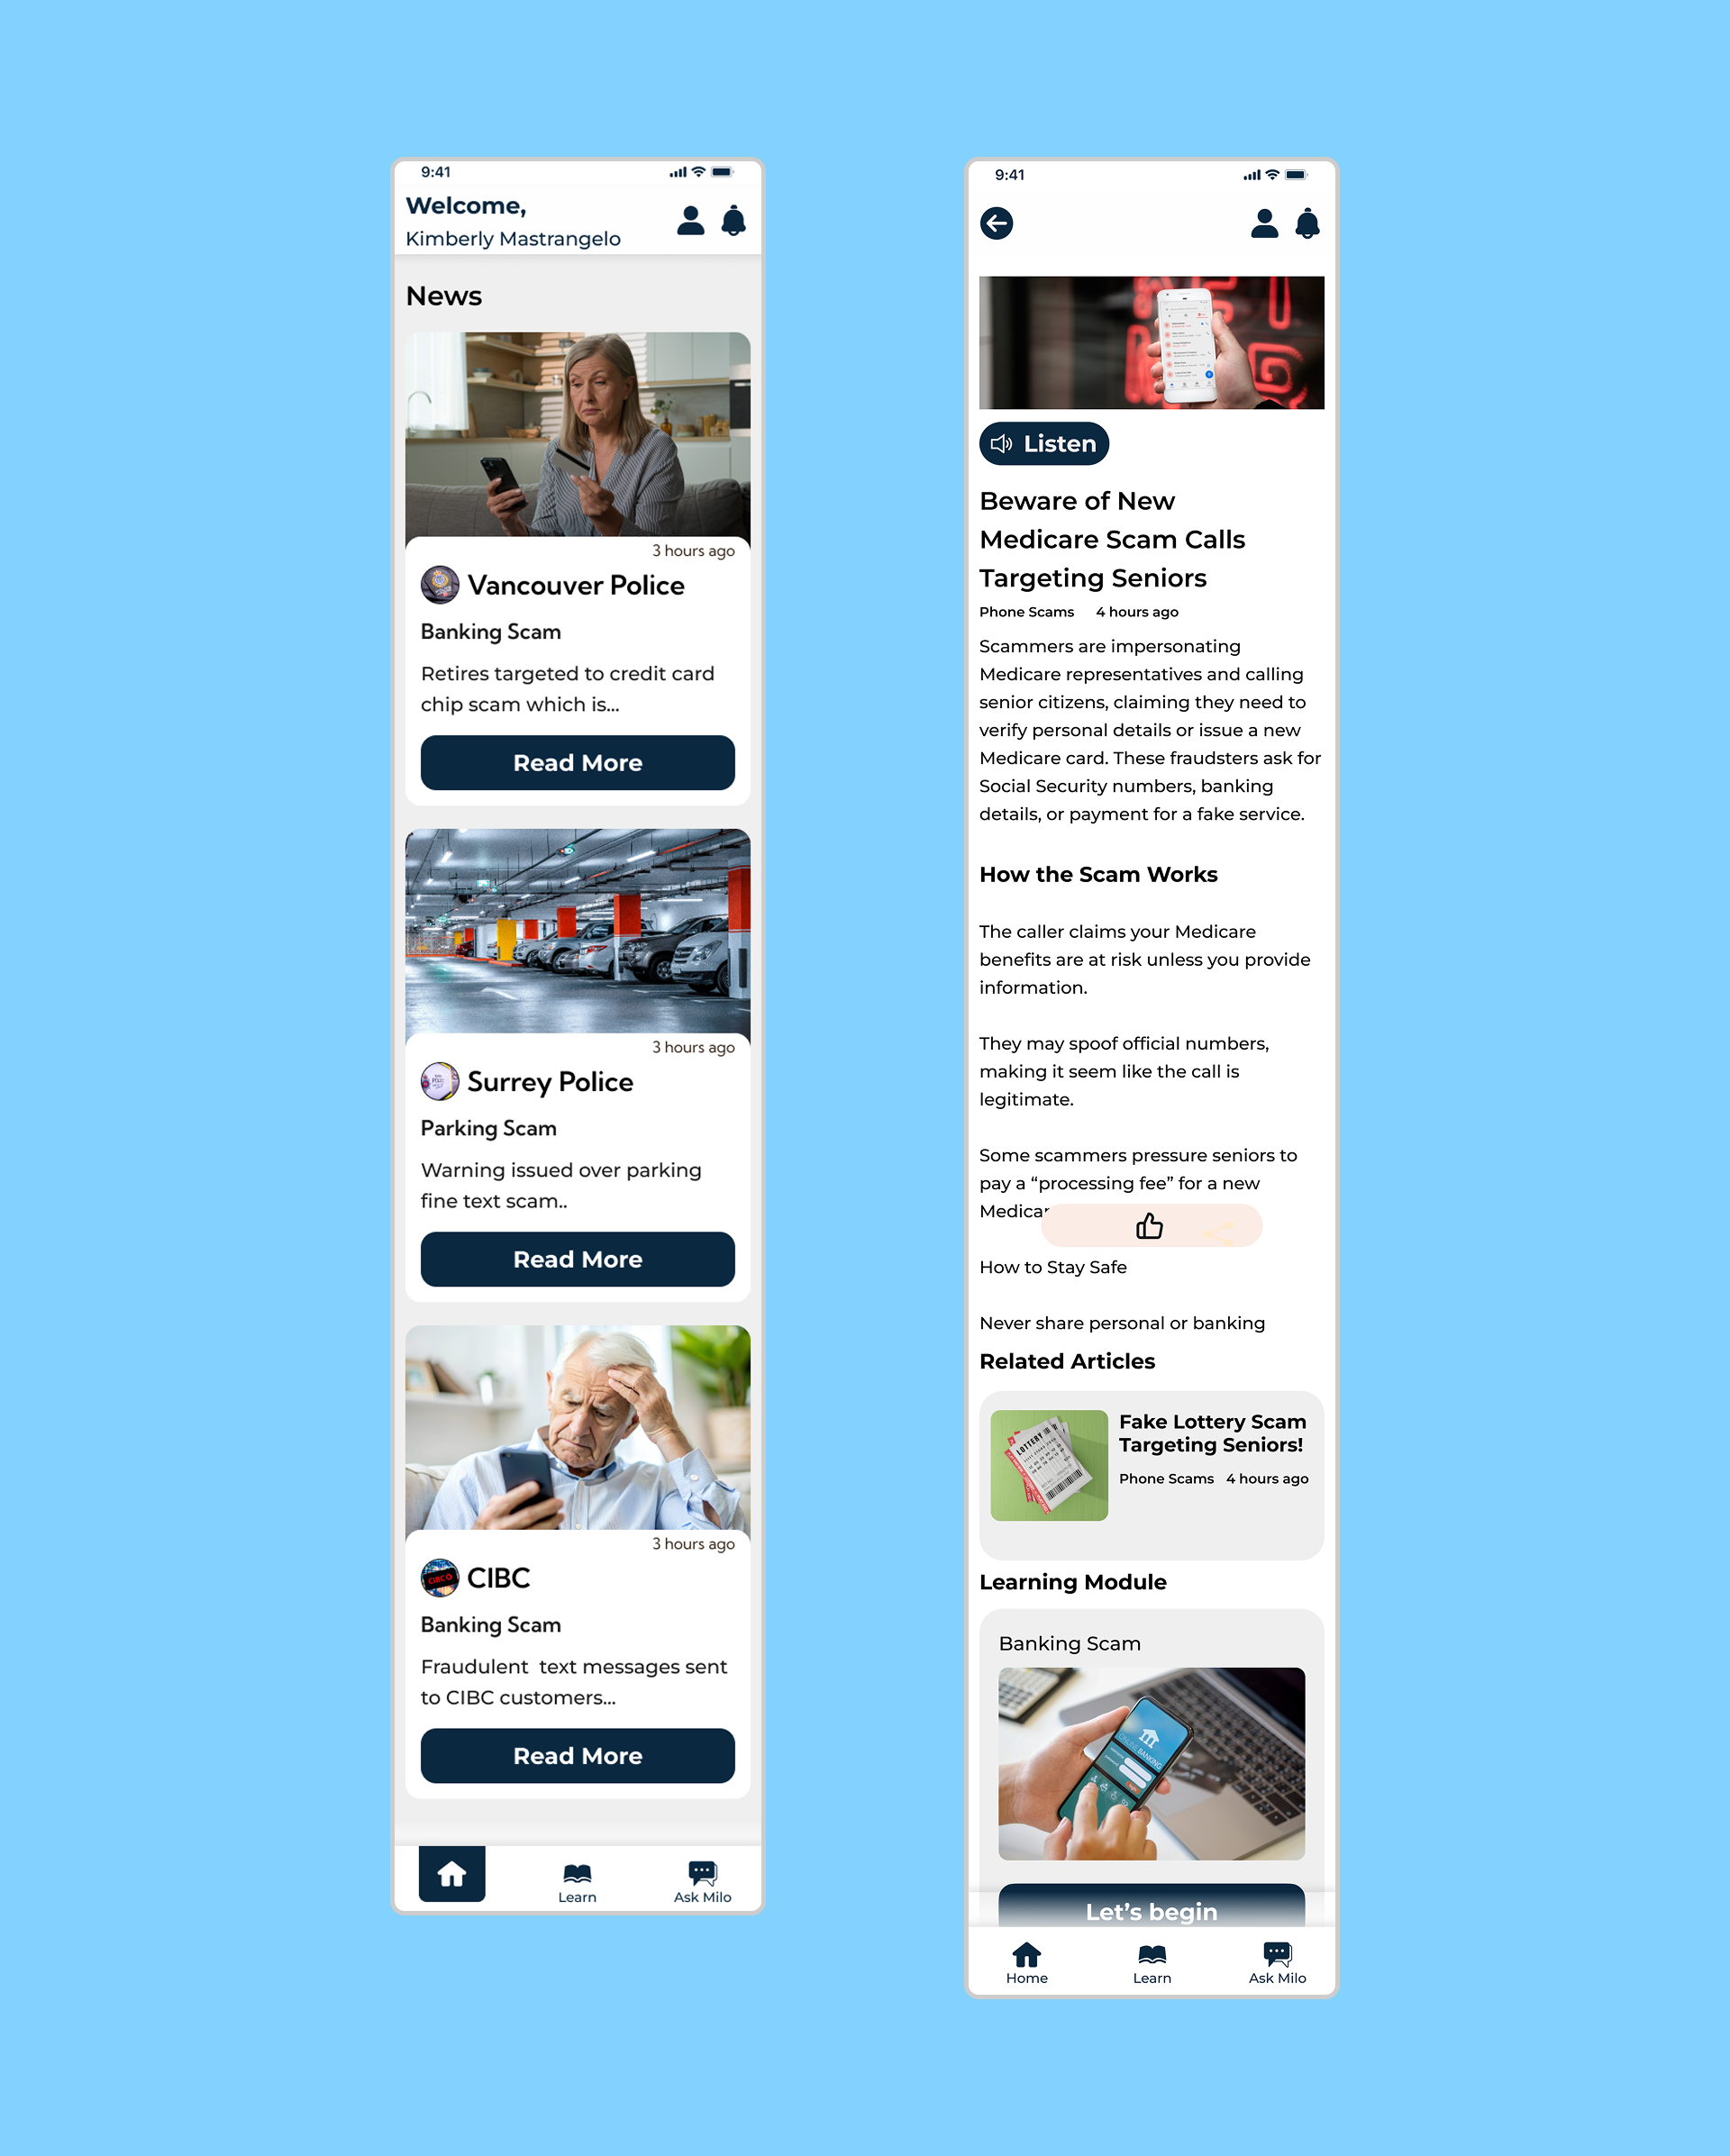 9:41
Welcome,
Kimberly Mastrangelo
News
3 hours ago
Vancouver Police
Banking Scam
Retires targeted to credit card
chip scam which is...
Read More
3 hours ago
Surrey Police
Parking Scam
Warning issued over parking
fine text scam..
Read More
3 hours ago
CIBC
Banking Scam
Fraudulent  text messages sent
to CIBC customers...
Read More
Learn
Ask Milo
9:41
Listen
Beware of New
Medicare Scam Calls
Targeting Seniors
Phone Scams 4 hours ago
Scammers are impersonating
Medicare representatives and calling
senior citizens, claiming they need to
verify personal details or issue a new
Medicare card. These fraudsters ask for
Social Security numbers, banking
details, or payment for a fake service.
How the Scam Works
The caller claims your Medicare
benefits are at risk unless you provide
information.
They may spoof official numbers,
making it seem like the call is
legitimate.
Some scammers pressure seniors to
pay a “processing fee” for a new
Medicar
How to Stay Safe
Never share personal or banking
Related Articles
LOTTERY
Fake Lottery Scam
Targeting Seniors!
Phone Scams 4 hours ago
Learning Module
Banking Scam
ONLINE BANKING
Let’s begin
Home
Learn
Ask Milo